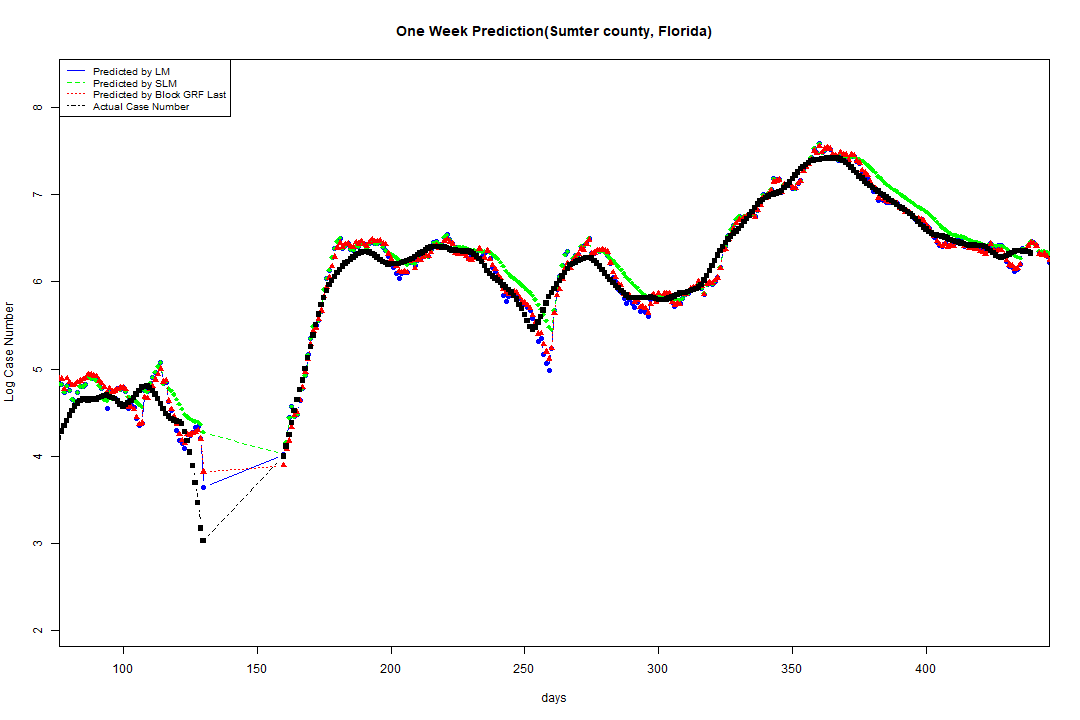 One Week Prediction(Sumter county, Florida)
Predicted by LM
Predicted by SLM
Predicted by Block GRF Last
Actual Case Number
8
7
6
5
4
3
2
Log Case Number
100 150 200 250 300 350 400
days